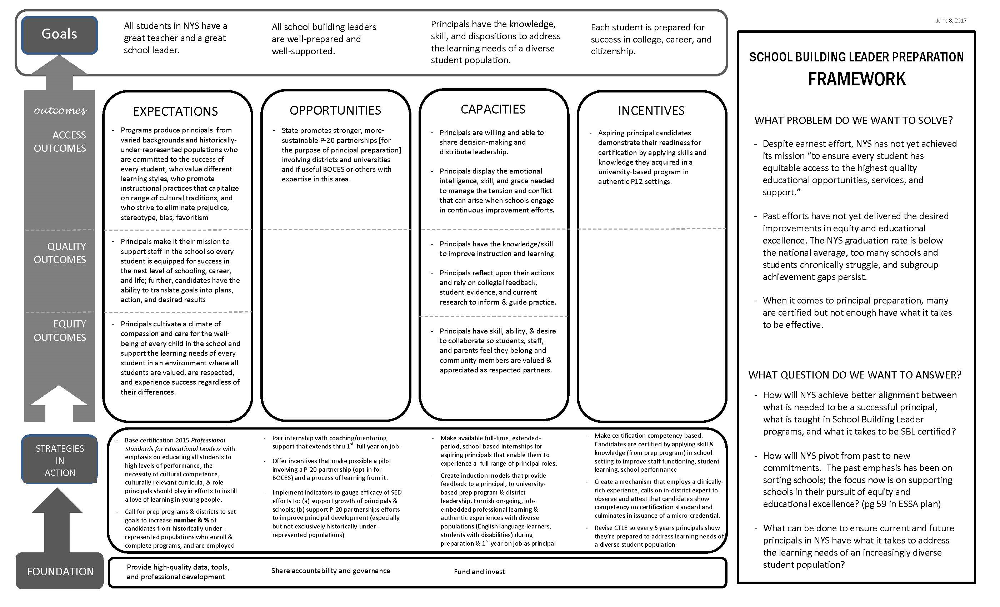 Goals
All students in NYS have a
great teacher and a great
school leader.
All school building leaders
are well-prepared and
well-supported.
Principals have the knowledge,
skill, and dispositions to address
the learning needs of a diverse
student population.
Each student is prepared for
success in college, career, and
citizenship.
outcomes
ACCESS
OUTCOMES
QUALITY
OUTCOMES
EQUITY
OUTCOMES
EXPECTATIONS
- Programs produce principals from
varied backgrounds and historically-
under-represented populations who
are committed to the success of
every student, who value different
learning styles, who promote
instructional practices that capitalize
on range of cultural traditions, and
who strive to eliminate prejudice,
stereotype, bias, favoritism
- Principals make it their mission to
support staff in the school so every
student is equipped for success in
the next level of schooling, career,
and life; further, candidates have the
ability to translate goals into plans,
action, and desired results
- Principals cultivate a climate of
compassion and care for the well-
being of every child in the school and
support the learning needs of every
student in an environment where all
students are valued, are respected,
and experience success regardless of
their differences.
OPPORTUNITIES
- State promotes stronger, more-
sustainable P-20 partnerships [for
the purpose of principal preparation]
involving districts and universities
and if useful BOCES or others with
expertise in this area.
CAPACITIES
- Principals are willing and able to
share decision-making and
distribute leadership.
- Principals display the emotional
intelligence, skill, and grace needed
to manage the tension and conflict
that can arise when schools engage
in continuous improvement efforts.
- Principals have the knowledge/skill
to improve instruction and learning.
- Principals reflect upon their actions
and rely on collegial feedback,
student evidence, and current
research to inform & guide practice.
- Principals have skill, ability, & desire
to collaborate so students, staff,
and parents feel they belong and
community members are valued &
appreciated as respected partners.
INCENTIVES
- Aspiring principal candidates
demonstrate their readiness for
certification by applying skills and
knowledge they acquired in a
university-based program in
authentic P12 settings.
STRATEGIES
IN
ACTION
- Base certification 2015 Professional
Standards for Educational Leaders with
emphasis on educating all students to
high levels of performance, the
necessity of cultural competence,
culturally-relevant curricula, & role
principals should play in efforts to instill
a love of learning in young people.
- Call for prep programs & districts to set
goals to increase number & % of
candidates from historically-under-
represented populations who enroll &
complete programs, and are employed
- Pair internship with coaching/mentoring
support that extends thru 1st full year on job.
- Offer incentives that make possible a pilot
involving a P-20 partnership (opt-in for
BOCES) and a process of learning from it.
- Implement indicators to gauge efficacy of SED
efforts to: (a) support growth of principals &
schools; (b) support P-20 partnerships efforts
to improve principal development (especially
but not exclusively historically-under-
represented populations)
- Make available full-time, extended-
period, school-based internships for
aspiring principals that enable them to
experience a full range of principal roles.
- Create induction models that provide
feedback to a principal, to university-
based prep program & district
leadership. Furnish on-going, job-
embedded professional learning &
authentic experiences with diverse
populations (English language learners,
students with disabilities) during
preparation & 1st year on job as principal
- Make certification competency-based.
Candidates are certified by applying skill &
knowledge (from prep program) in school
setting to improve staff functioning, student
learning, school performance
- Create a mechanism that employs a clinically-
rich experience, calls on in-district expert to
observe and attest that candidates show
competency on certification standard and
culminates in issuance of a micro-credential.
- Revise CTLE so every 5 years principals show
they're prepared to address learning needs of
a diverse student population
FOUNDATION
Provide high-quality data, tools,
and professional development
Share accountability and governance
Fund and invest
June 8, 2017
SCHOOL BUILDING LEADER PREPARATION
FRAMEWORK
WHAT PROBLEM DO WE WANT TO SOLVE?
- Despite earnest effort, NYS has not yet achieved
its mission “to ensure every student has
equitable access to the highest quality
educational opportunities, services, and
support.”
- Past efforts have not yet delivered the desired
improvements in equity and educational
excellence. The NYS graduation rate is below
the national average, too many schools and
students chronically struggle, and subgroup
achievement gaps persist.
- When it comes to principal preparation, many
are certified but not enough have what it takes
to be effective.
WHAT QUESTION DO WE WANT TO ANSWER?
- How will NYS achieve better alignment between
what is needed to be a successful principal,
what is taught in School Building Leader
programs, and what it takes to be SBL certified?
- How will NYS pivot from past to new
commitments. The past emphasis has been on
sorting schools; the focus now is on supporting
schools in their pursuit of equity and
educational excellence? (pg 59 in ESSA plan)
- What can be done to ensure current and future
principals in NYS have what it takes to address
the learning needs of an increasingly diverse
student population?